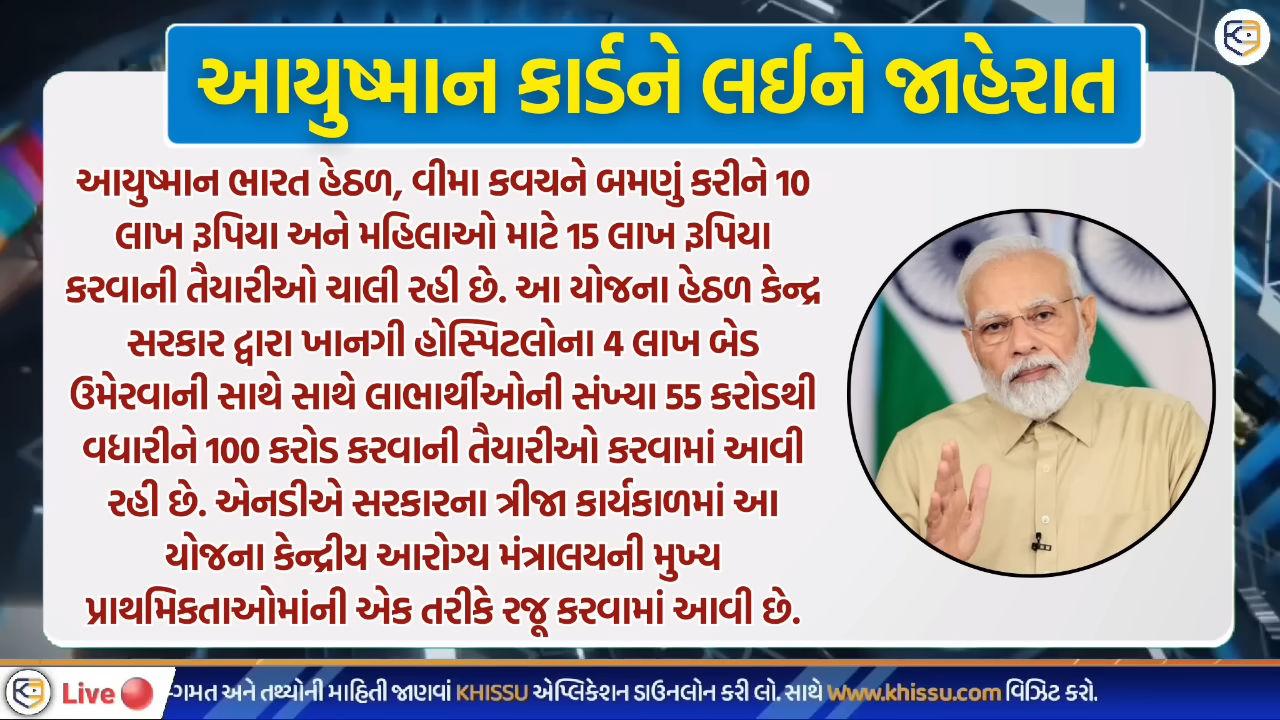 આયુષ્માન કાર્ડને લઈને જાહેરાત
આયુષ્માન ભારત હેઠળ, વીમા કવચને બમણું કરીને 10
લાખ રૂપિયા અને મહિલાઓ માટે 15 લાખ રૂપિયા
કરવાની તૈયારીઓ ચાલી રહી છે. આ યોજના હેઠળ કેન્દ્ર
સરકાર દ્વારા ખાનગી હોસ્પિટલોના 4 લાખ બેડ
ઉમેરવાની સાથે સાથે લાભાર્થીઓની સંખ્યા 55 કરોડથી
વધારીને 100 કરોડ કરવાની તૈયારીઓ કરવામાં આવી
રહી છે. એનડીએ સરકારના ત્રીજા કાર્યકાળમાં આ
યોજના કેન્દ્રીય આરોગ્ય મંત્રાલયની મુખ્ય
પ્રાથમિકતાઓમાંની એક તરીકે રજૂ કરવામાં આવી છે.
Live ગમત અને તથ્યોની માહિતી જાણવાં KHISSU એપ્લિકેશન ડાઉનલોન કરી લો. સાથે Www.khissu.com વિઝિટ કરો.